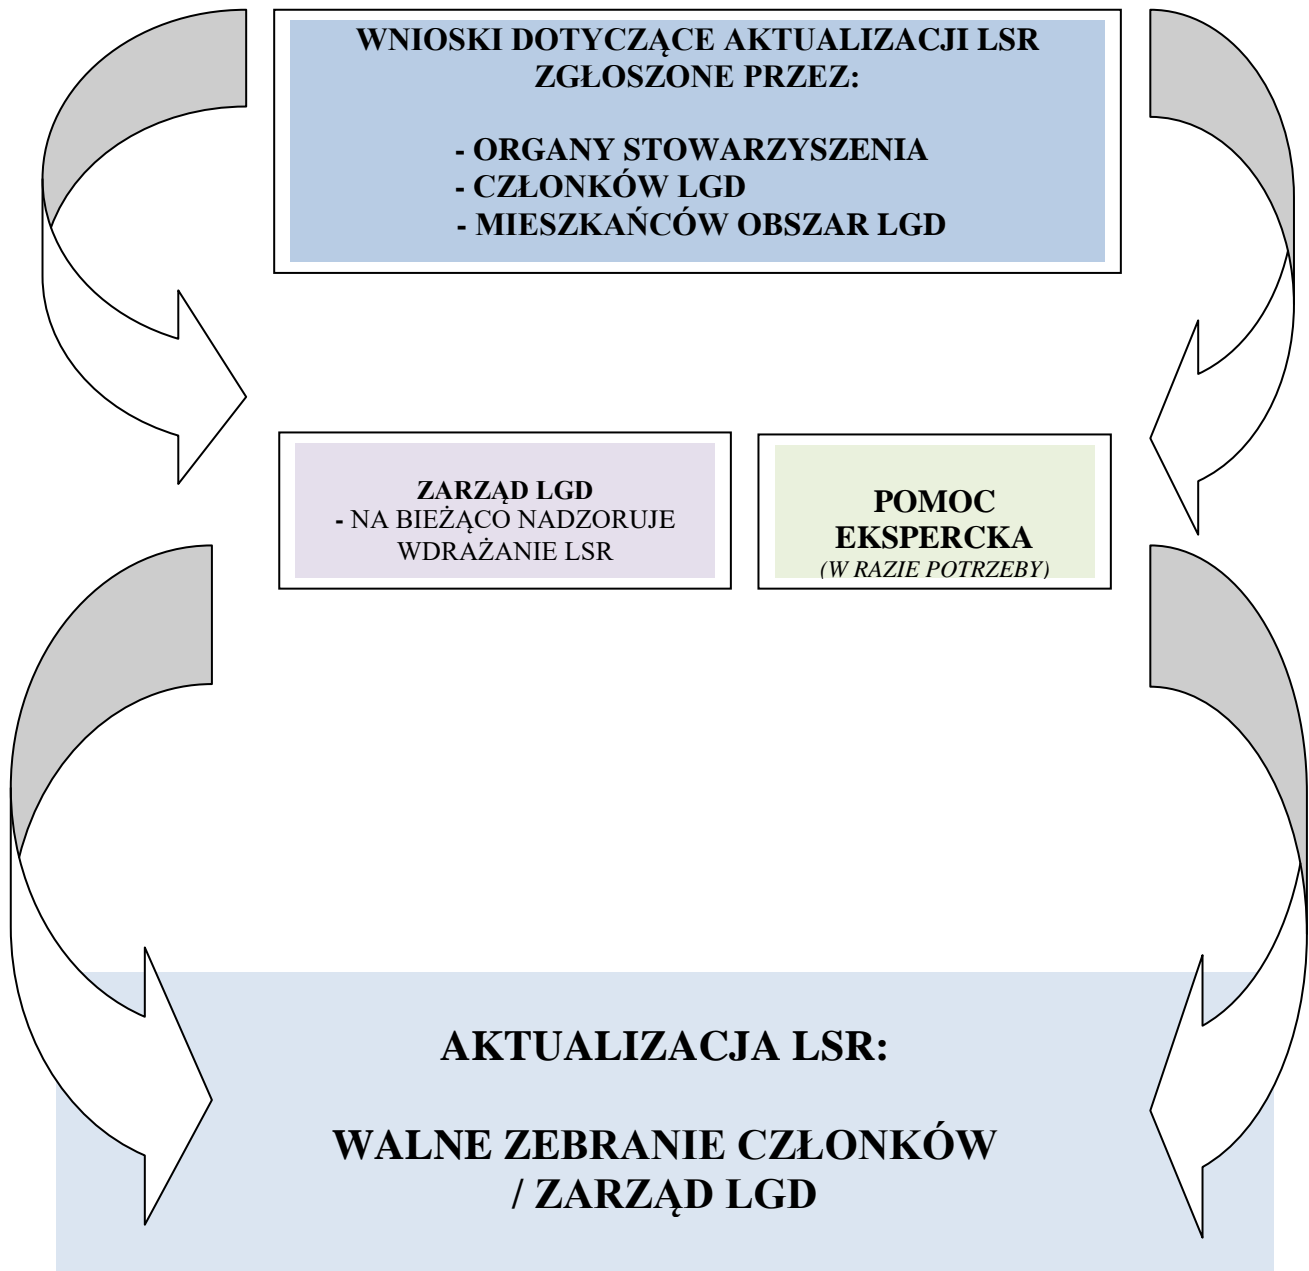 WNIOSKI DOTYCZĄCE AKTUALIZACJI LSR
ZGŁOSZONE PRZEZ:
- ORGANY STOWARZYSZENIA
- CZŁONKÓW LGD
- MIESZKAŃCÓW OBSZAR LGD
ZARZĄD LGD
- NA BIEŻĄCO NADZORUJE
WDRAŻANIE LSR
POMOC
EKSPERCKA
(W RAZIE POTRZEBY)
AKTUALIZACJA LSR:
WALNE ZEBRANIE CZŁONKÓW
/ ZARZĄD LGD